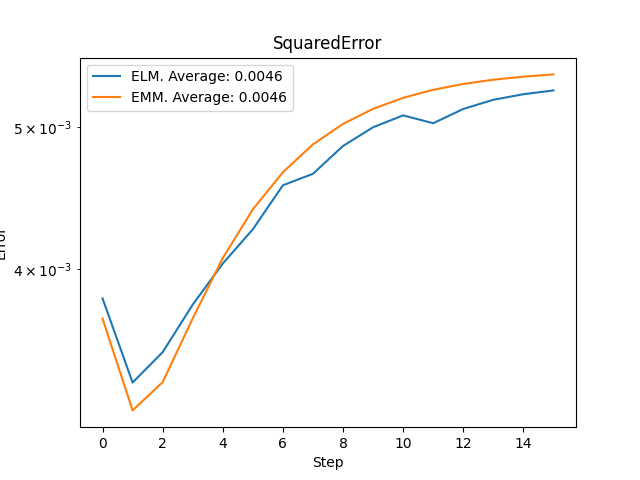 SquaredError
ELM. Average: 0.0046
EMM. Average: 0.0046
5 × 10⁻³
4 × 10⁻³
Error
0 2 4 6 8 10 12 14
Step